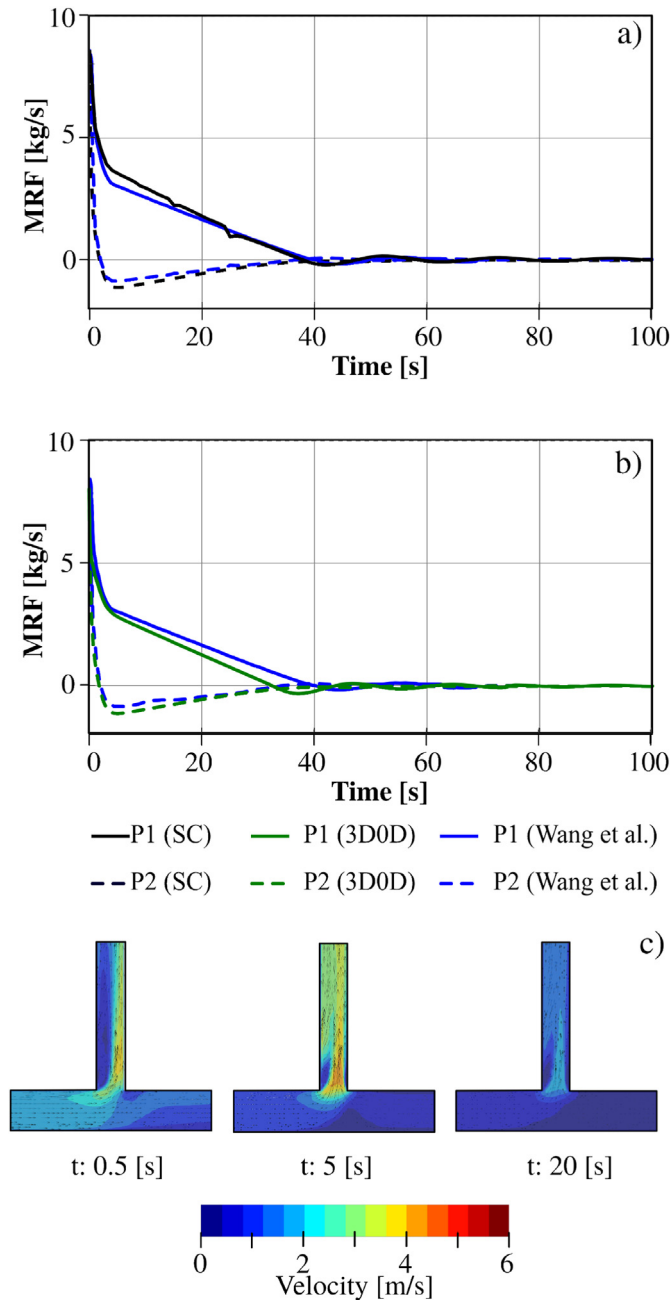 a)
10
5
0
MRF [kg/s]
0 20 40 60 80 100
Time [s]
b)
10
5
0
MRF [kg/s]
0 20 40 60 80 100
Time [s]
P1 (SC) P1 (3D0D) P1 (Wang et al.)
P2 (SC) P2 (3D0D) P2 (Wang et al.)
c)
t: 0.5 [s] t: 5 [s] t: 20 [s]
0 2 4 6
Velocity [m/s]